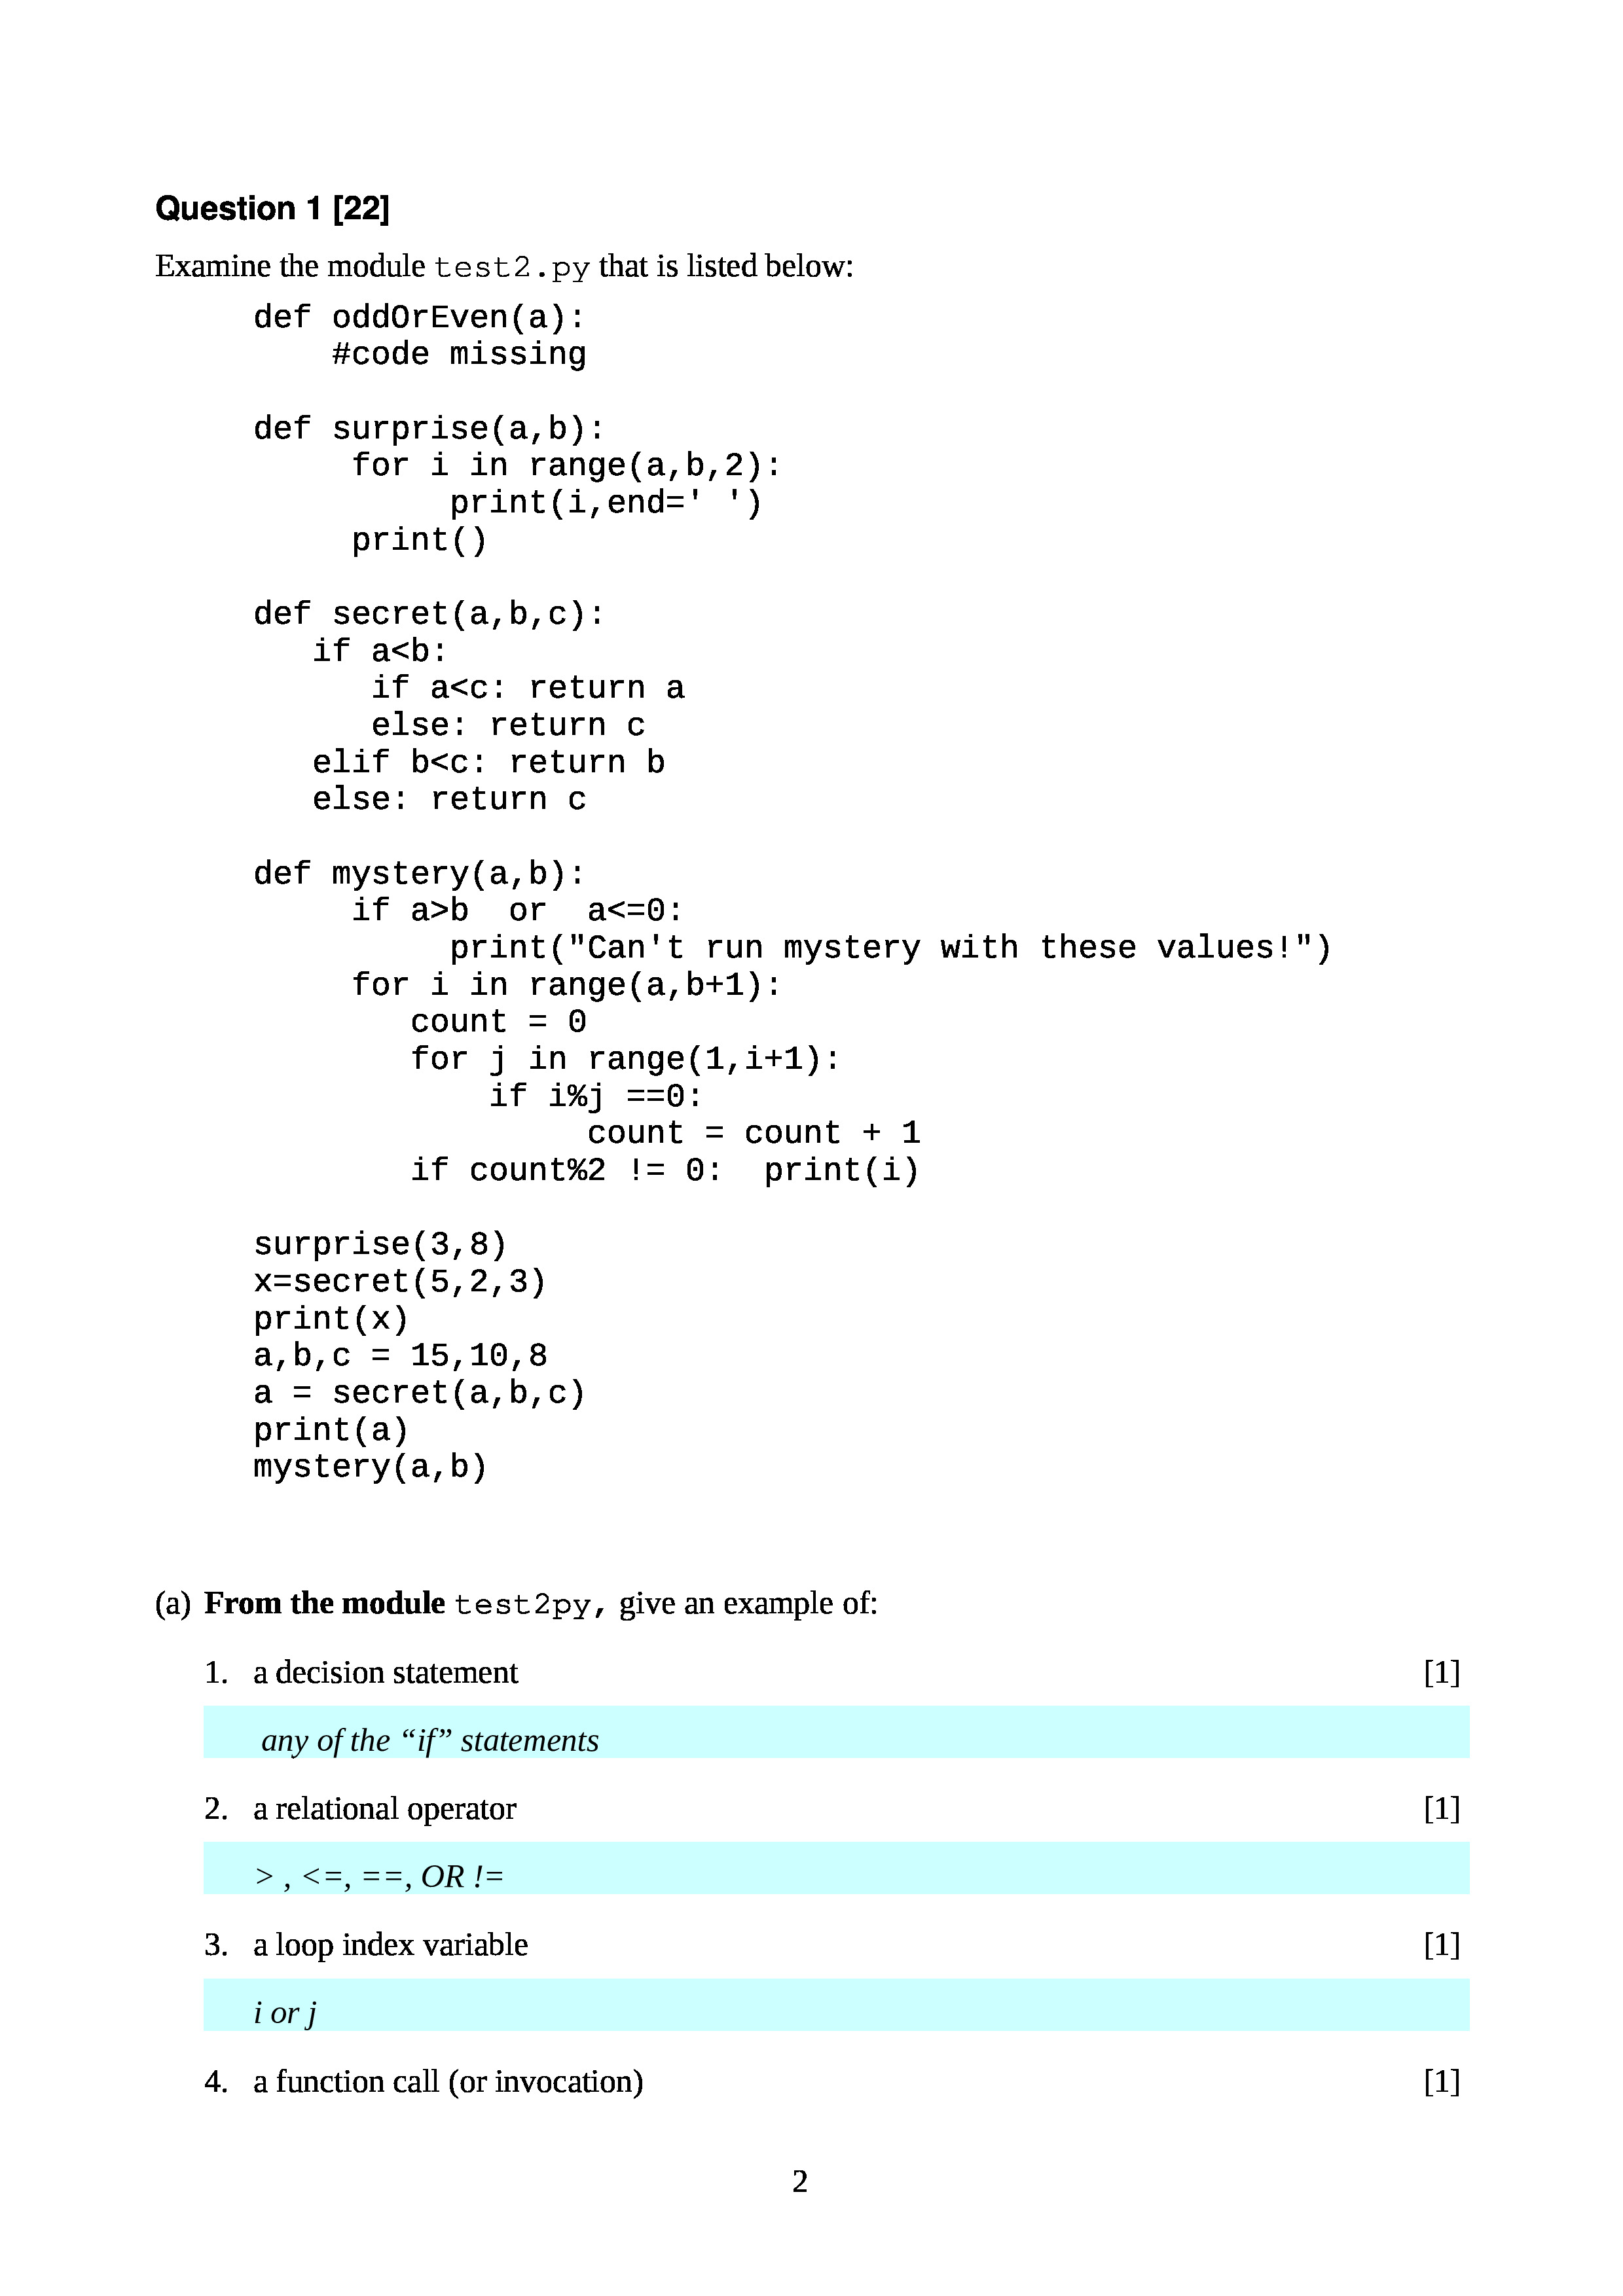 Question 1 [22]
Examine the module test2.py that is listed below:
def oddOrEven(a):
    #code missing
def surprise(a,b):
     for i in range(a,b,2):
          print(i,end=' ')
     print()
def secret(a,b,c):
   if a<b:
      if a<c: return a
      else: return c
   elif b<c: return b
   else: return c
def mystery(a,b):
     if a>b  or  a<=0:
          print("Can't run mystery with these values!")
     for i in range(a,b+1):
        count = 0
        for j in range(1,i+1):
            if i%j ==0:
                 count = count + 1
        if count%2 != 0:  print(i)
surprise(3,8)
x=secret(5,2,3)
print(x)
a,b,c = 15,10,8
a = secret(a,b,c)
print(a)
mystery(a,b)
(a) From the module test2py, give an example of:
1. a decision statement [1]
any of the “if” statements
2. a relational operator [1]
> , <=, ==, OR !=
3. a loop index variable [1]
i or j
4. a function call (or invocation) [1]
2